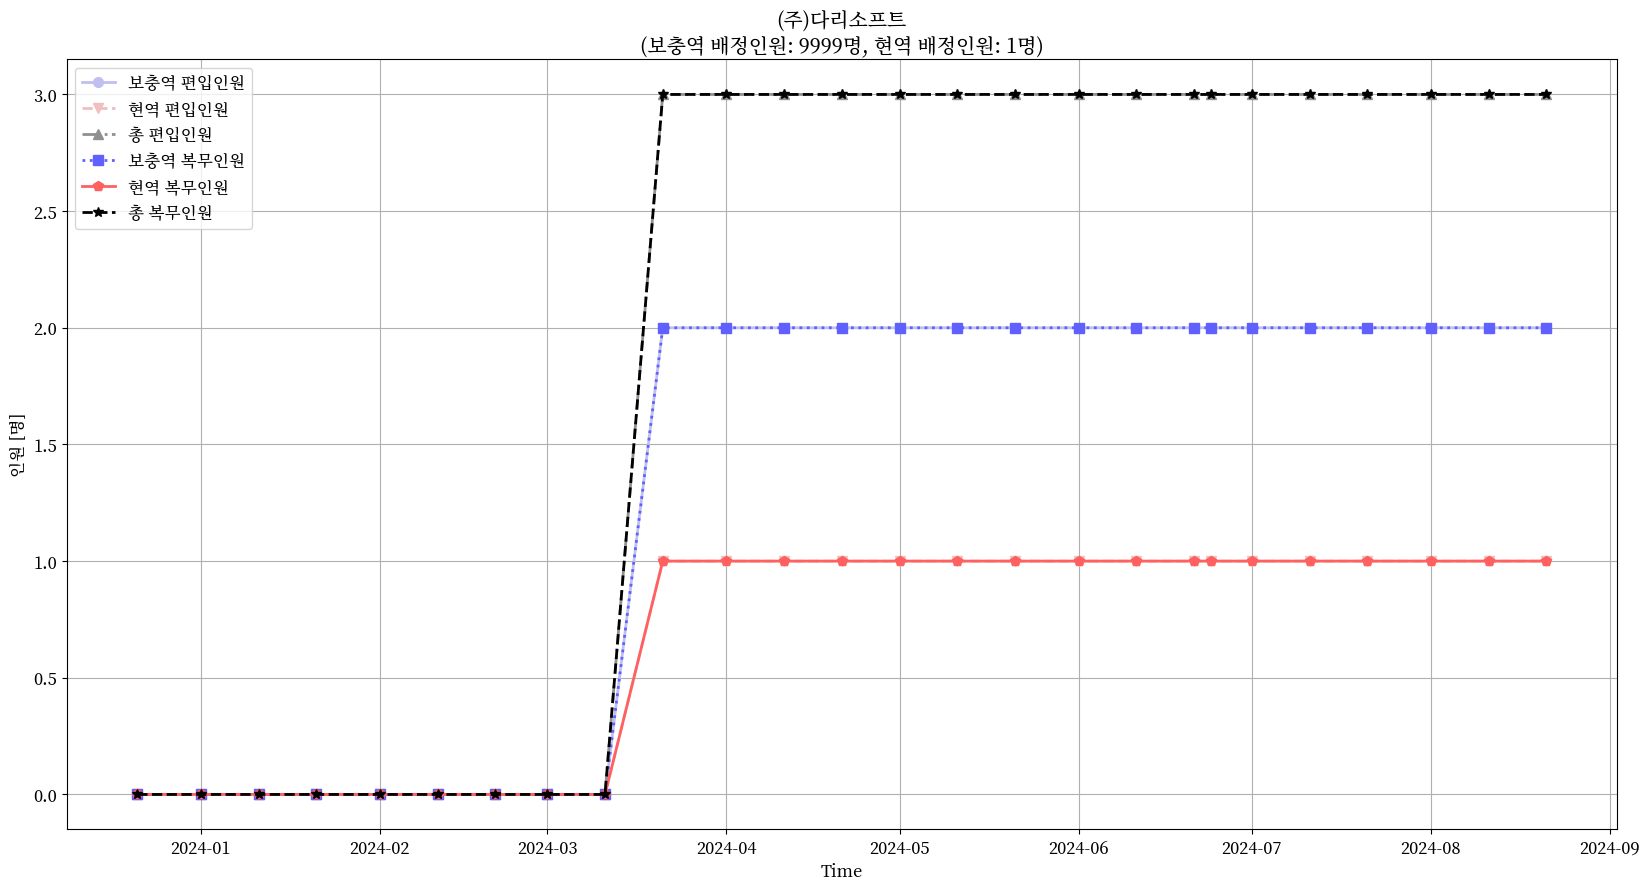 (주)다리소프트
(보충역 배정인원: 9999명, 현역 배정인원: 1명)
보충역 편입인원
현역 편입인원
총 편입인원
보충역 복무인원
현역 복무인원
총 복무인원
3.0
2.5
2.0
1.5
1.0
0.5
0.0
인원 [명]
2024-01 2024-02 2024-03 2024-04 2024-05 2024-06 2024-07 2024-08 2024-09
Time